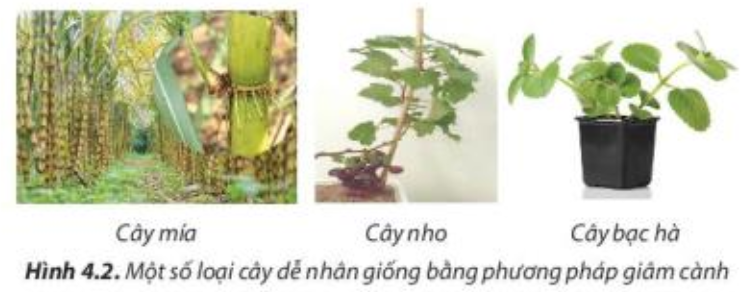 Cây mía Cây nho Cây bạc hà
Hình 4.2. Một số loại cây dễ nhân giống bằng phương pháp giâm cành